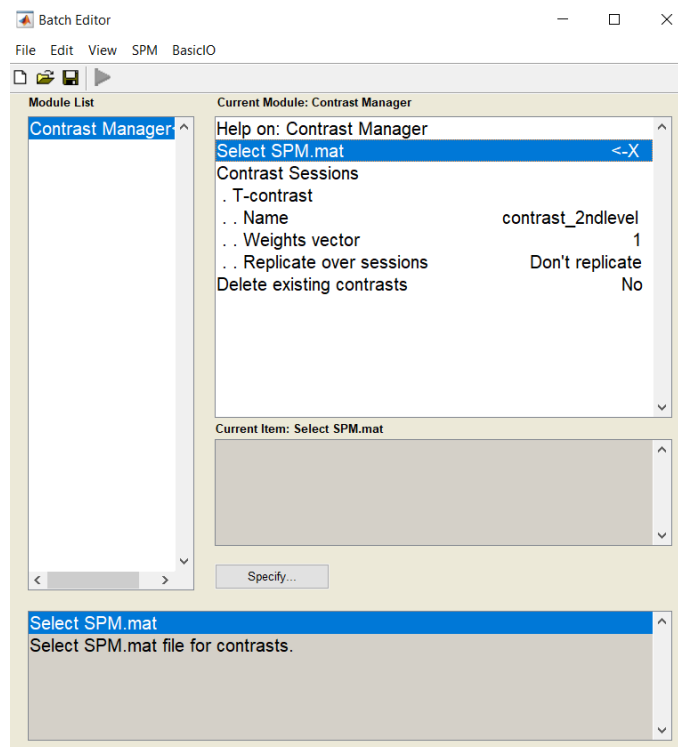 Batch Editor
File Edit View SPM BasicIO
Module List
Contrast Manager
Current Module: Contrast Manager
Help on: Contrast Manager
Select SPM.mat <-X
Contrast Sessions
. T-contrast
. . Name contrast_2ndlevel
. . Weights vector 1
. . Replicate over sessions Don't replicate
Delete existing contrasts No
Current Item: Select SPM.mat
Specify...
Select SPM.mat
Select SPM.mat file for contrasts.